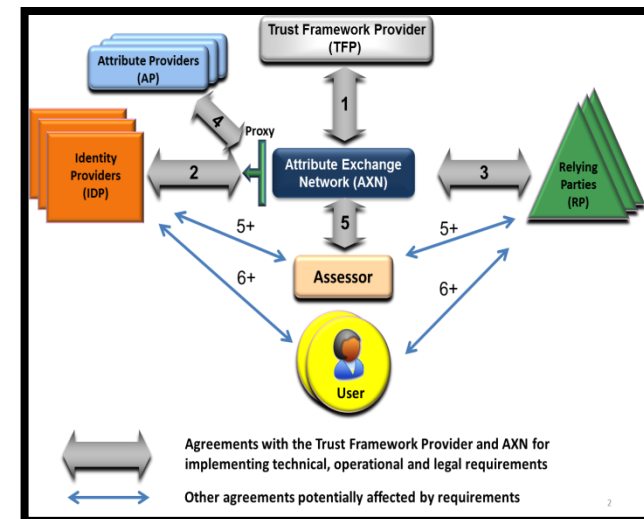 Trust Framework Provider
(TFP)
Attribute Providers
(AP)
1
4
Proxy
Identity
Providers
(IDP)
2
Attribute Exchange
Network (AXN)
3
Relying
Parties
(RP)
5+
5
5+
6+
Assessor
6+
User
Agreements with the Trust Framework Provider and AXN for
implementing technical, operational and legal requirements
Other agreements potentially affected by requirements
2